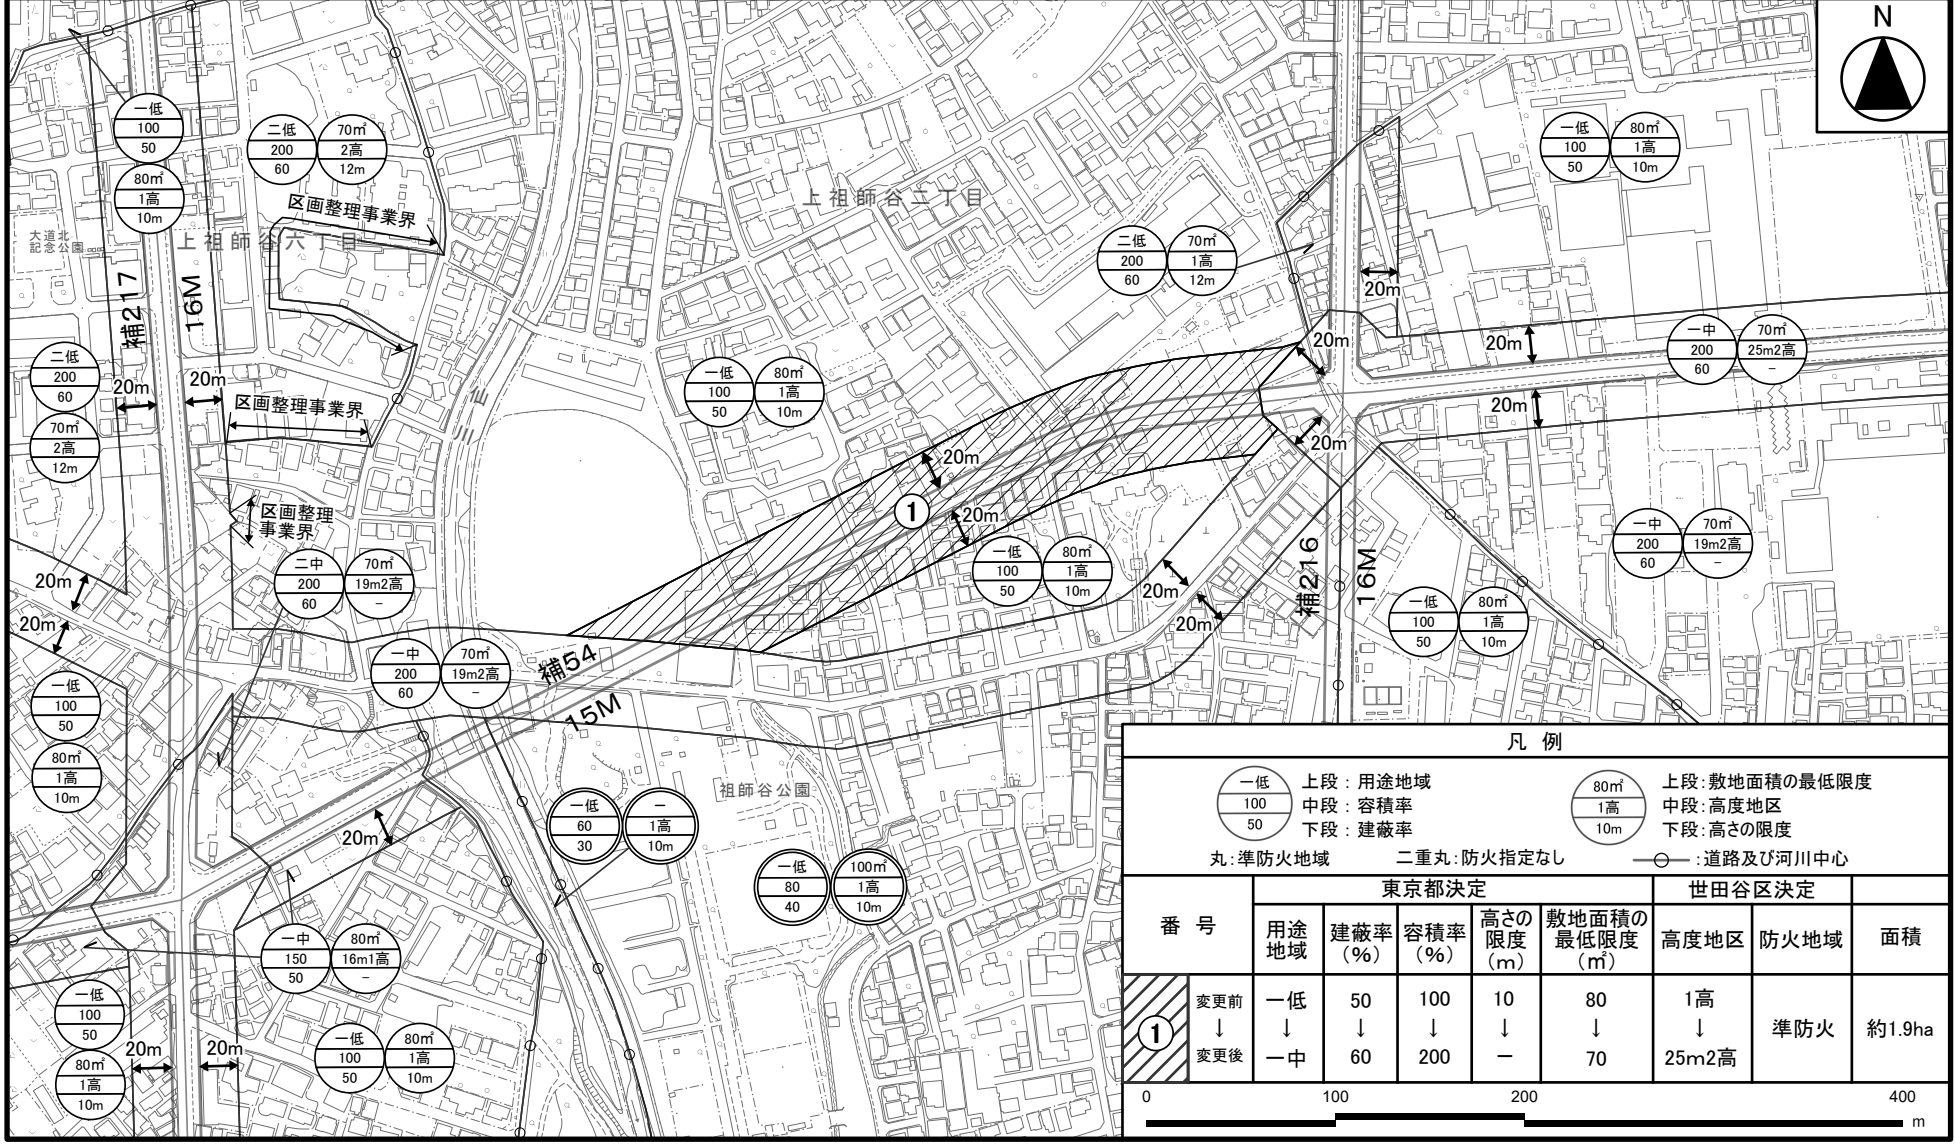 N
一低
100
50
80㎡
1高
10m
二低
200
60
70㎡
2高
12m
区画整理事業界
上祖師谷六丁目
大道北
記念公園
補217
16M
上祖師谷二丁目
二低
200
60
70㎡
1高
12m
一低
100
50
80㎡
1高
10m
20m
20m
20m
一中
200
60
70㎡
25m2高
-
20m
20m
二低
200
60
70㎡
2高
12m
20m
20m
区画整理事業界
仙川
一低
100
50
80㎡
1高
10m
20m
1
20m
区画整理
事業界
二中
200
60
70㎡
19m2高
-
一低
100
50
80㎡
1高
10m
20m
20m
補216
16M
一中
200
60
70㎡
19m2高
-
一低
100
50
80㎡
1高
10m
20m
20m
一中
200
60
70㎡
19m2高
-
補54
15M
一低
100
50
80㎡
1高
10m
祖師谷公園
20m
一低
60
30
－
1高
10m
一低
80
40
100㎡
1高
10m
一中
150
50
80㎡
16m1高
-
一低
100
50
80㎡
1高
10m
20m
20m
一低
100
50
80㎡
1高
10m
凡 例
一低
100
50
上段：用途地域
中段：容積率
下段：建蔽率
80㎡
1高
10m
上段：敷地面積の最低限度
中段：高度地区
下段：高さの限度
丸：準防火地域 二重丸：防火指定なし ：道路及び河川中心
番 号 東京都決定 世田谷区決定
用途地域 建蔽率（%） 容積率（%） 高さの限度（m） 敷地面積の最低限度（㎡） 高度地区 防火地域 面積
1
変更前 一低 50 100 10 80 1高
↓ ↓ ↓ ↓ ↓ ↓ ↓ 準防火 約1.9ha
変更後 一中 60 200 － 70 25m2高
0 100 200 400
m